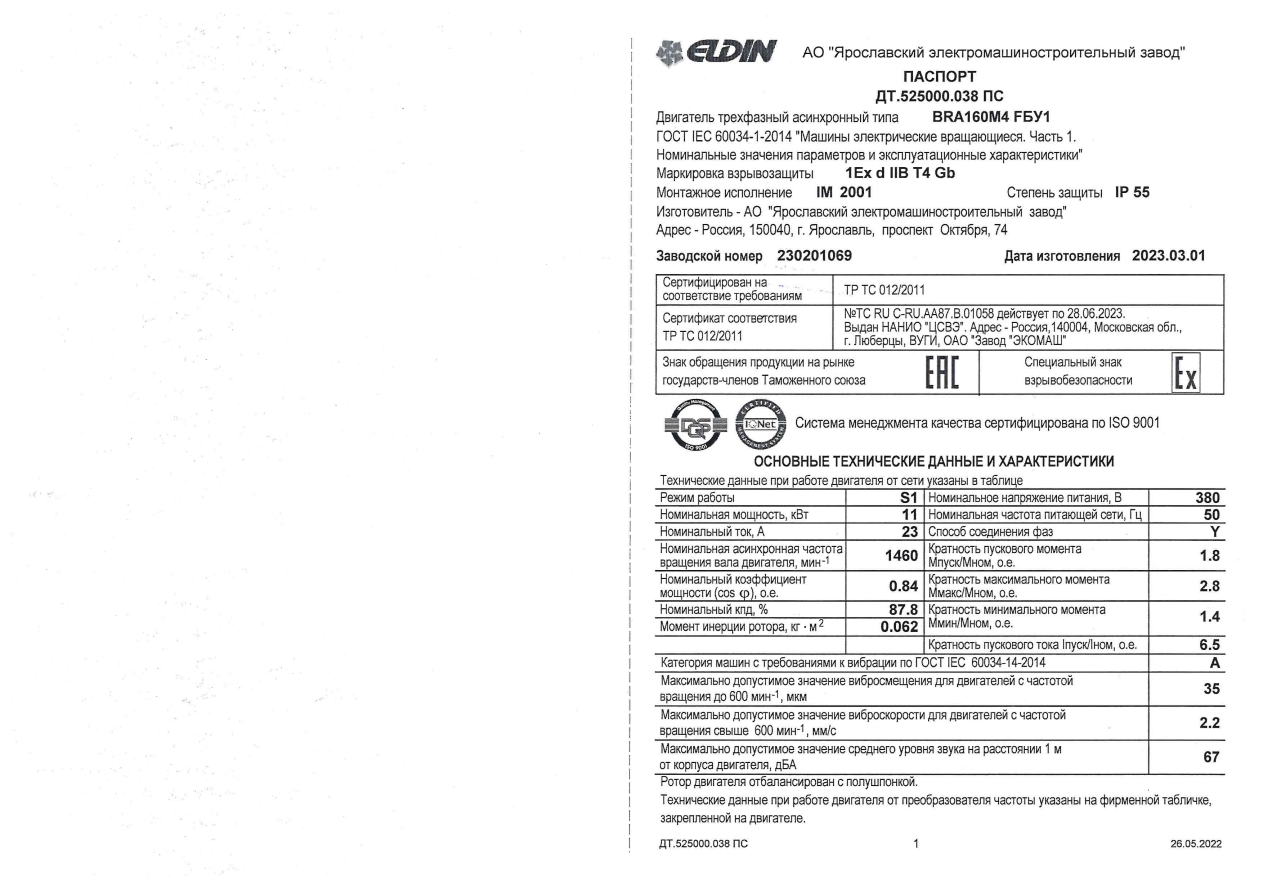 ELDIN АО "Ярославский электромашиностроительный завод"
ПАСПОРТ
ДТ.525000.038 ПС
Двигатель трехфазный асинхронный типа BRA160M4 FБУ1
ГОСТ IEC 60034-1-2014 "Машины электрические вращающиеся. Часть 1.
Номинальные значения параметров и эксплуатационные характеристики"
Маркировка взрывозащиты 1Ex d IIB T4 Gb
Монтажное исполнение IM 2001 Степень защиты IP 55
Изготовитель - АО "Ярославский электромашиностроительный завод"
Адрес - Россия, 150040, г. Ярославль, проспект Октября, 74
Заводской номер 230201069 Дата изготовления 2023.03.01
Сертифицирован на
соответствие требованиям
ТР ТС 012/2011
Сертификат соответствия
ТР ТС 012/2011
№ТС RU C-RU.АА87.В.01058 действует по 28.06.2023.
Выдан НАНИО "ЦСВЭ". Адрес - Россия,140004, Московская обл.,
г. Люберцы, ВУГИ, ОАО "Завод "ЭКОМАШ"
Знак обращения продукции на рынке
государств-членов Таможенного союза
EAC
Специальный знак
взрывобезопасности
Ex
DQS
ISO 9001
CERTIFIED
IQNet
MANAGEMENT SYSTEM
Система менеджмента качества сертифицирована по ISO 9001
ОСНОВНЫЕ ТЕХНИЧЕСКИЕ ДАННЫЕ И ХАРАКТЕРИСТИКИ
Технические данные при работе двигателя от сети указаны в таблице
Режим работы S1 Номинальное напряжение питания, В 380
Номинальная мощность, кВт 11 Номинальная частота питающей сети, Гц 50
Номинальный ток, А 23 Способ соединения фаз Y
Номинальная асинхронная частота
вращения вала двигателя, мин-1 1460
Кратность пускового момента
Мпуск/Мном, о.е. 1.8
Номинальный коэффициент
мощности (cos φ), о.е. 0.84
Кратность максимального момента
Ммакс/Мном, о.е. 2.8
Номинальный кпд, % 87.8
Момент инерции ротора, кг · м2 0.062
Кратность минимального момента
Ммин/Мном, о.е. 1.4
Кратность пускового тока Iпуск/Iном, о.е. 6.5
Категория машин с требованиями к вибрации по ГОСТ IEC 60034-14-2014 А
Максимально допустимое значение вибросмещения для двигателей с частотой
вращения до 600 мин-1, мкм 35
Максимально допустимое значение виброскорости для двигателей с частотой
вращения свыше 600 мин-1, мм/с 2.2
Максимально допустимое значение среднего уровня звука на расстоянии 1 м
от корпуса двигателя, дБА 67
Ротор двигателя отбалансирован с полушпонкой.
Технические данные при работе двигателя от преобразователя частоты указаны на фирменной табличке,
закрепленной на двигателе.
ДТ.525000.038 ПС 1 26.05.2022